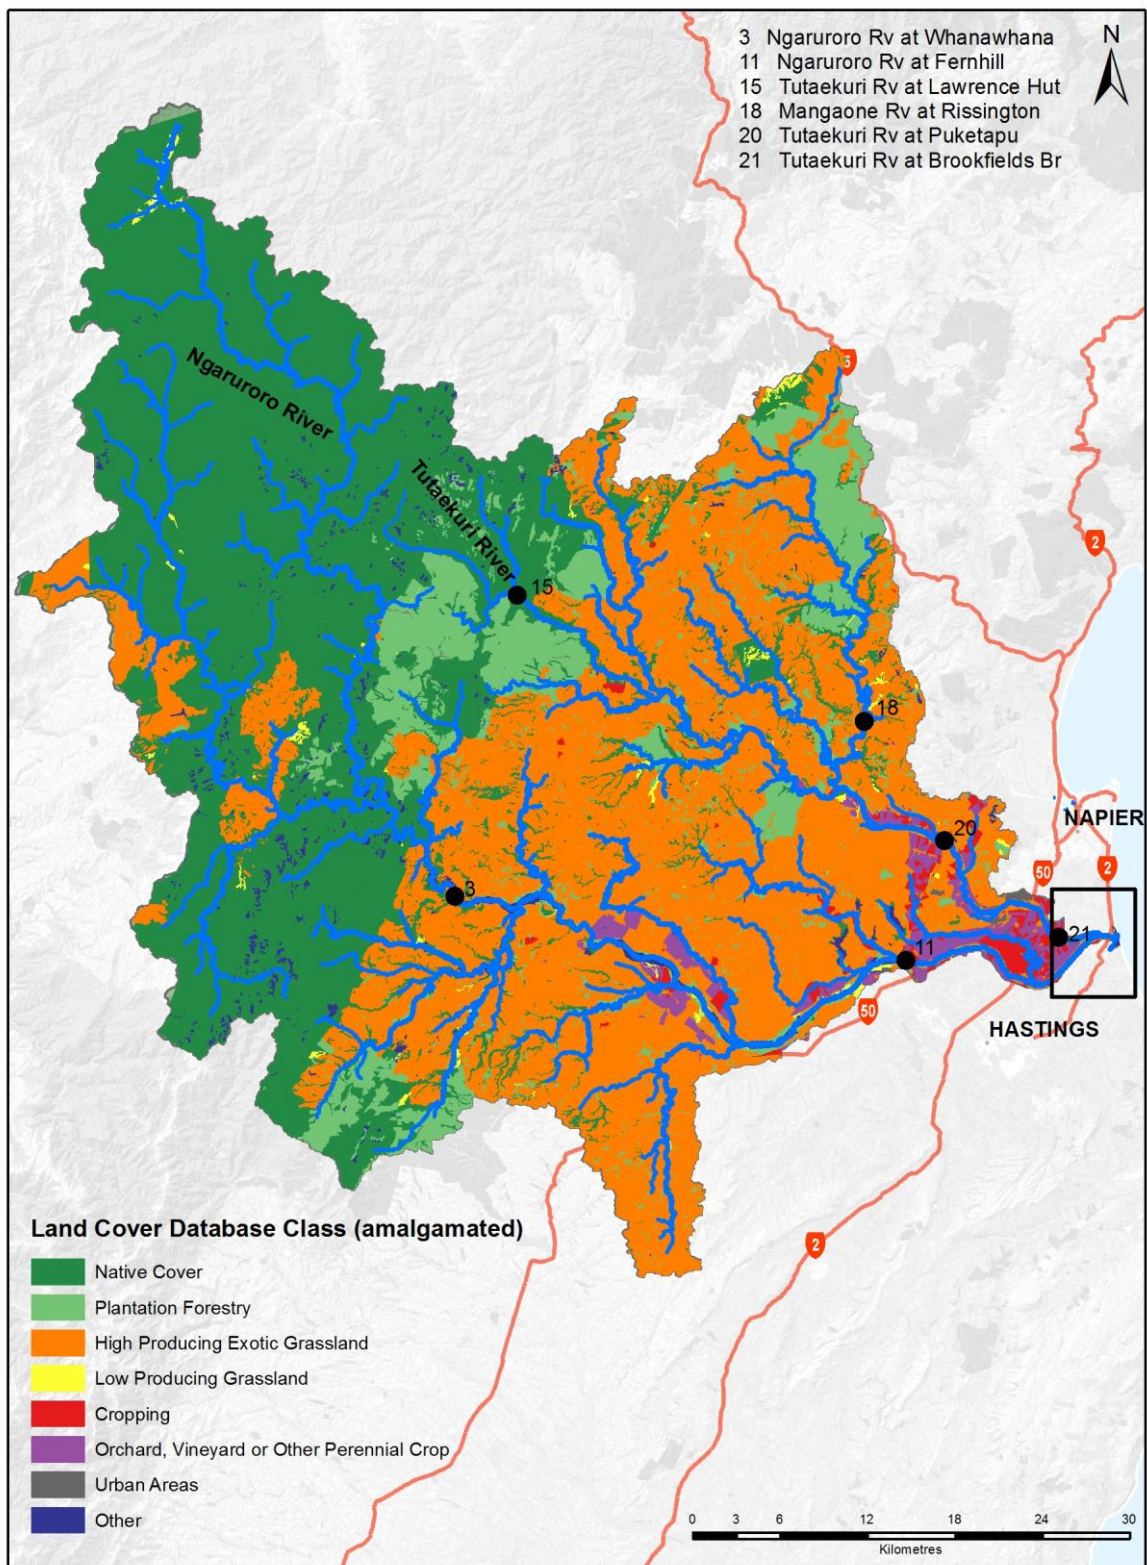 3 Ngaruroro Rv at Whanawhana
11 Ngaruroro Rv at Fernhill
15 Tutaekuri Rv at Lawrence Hut
18 Mangaone Rv at Rissington
20 Tutaekuri Rv at Puketapu
21 Tutaekuri Rv at Brookfields Br
N
Ngaruroro River
5
Tutaekuri River
2
15
18
NAPIER
20
50
2
3
21
11
50
HASTINGS
2
Land Cover Database Class (amalgamated)
Native Cover
Plantation Forestry
High Producing Exotic Grassland
Low Producing Grassland
Cropping
Orchard, Vineyard or Other Perennial Crop
Urban Areas
Other
0 3 6 12 18 24 30
Kilometres